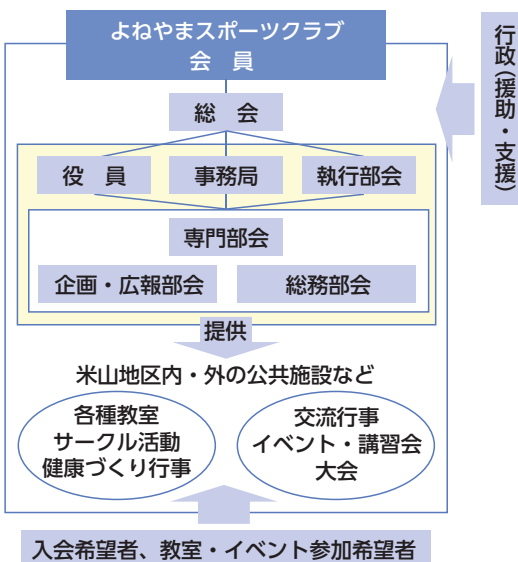 よねやまスポーツクラブ
会　員
総　会
役　員
事務局
執行部会
専門部会
企画・広報部会
総務部会
提供
米山地区内・外の公共施設など
各種教室
サークル活動
健康づくり行事
交流行事
イベント・講習会
大会
入会希望者、教室・イベント参加希望者
行政（援助・支援）